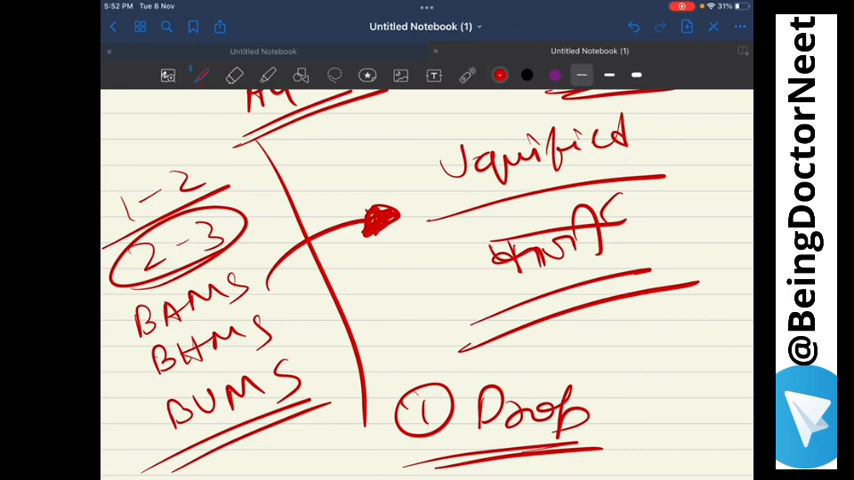 5:52 PM Tue 8 Nov
31%
Untitled Notebook (1)
Untitled Notebook
Untitled Notebook (1)
1-2
2-3
BAMS
BHMS
BUMS
① Drop
@BeingDoctorNeet